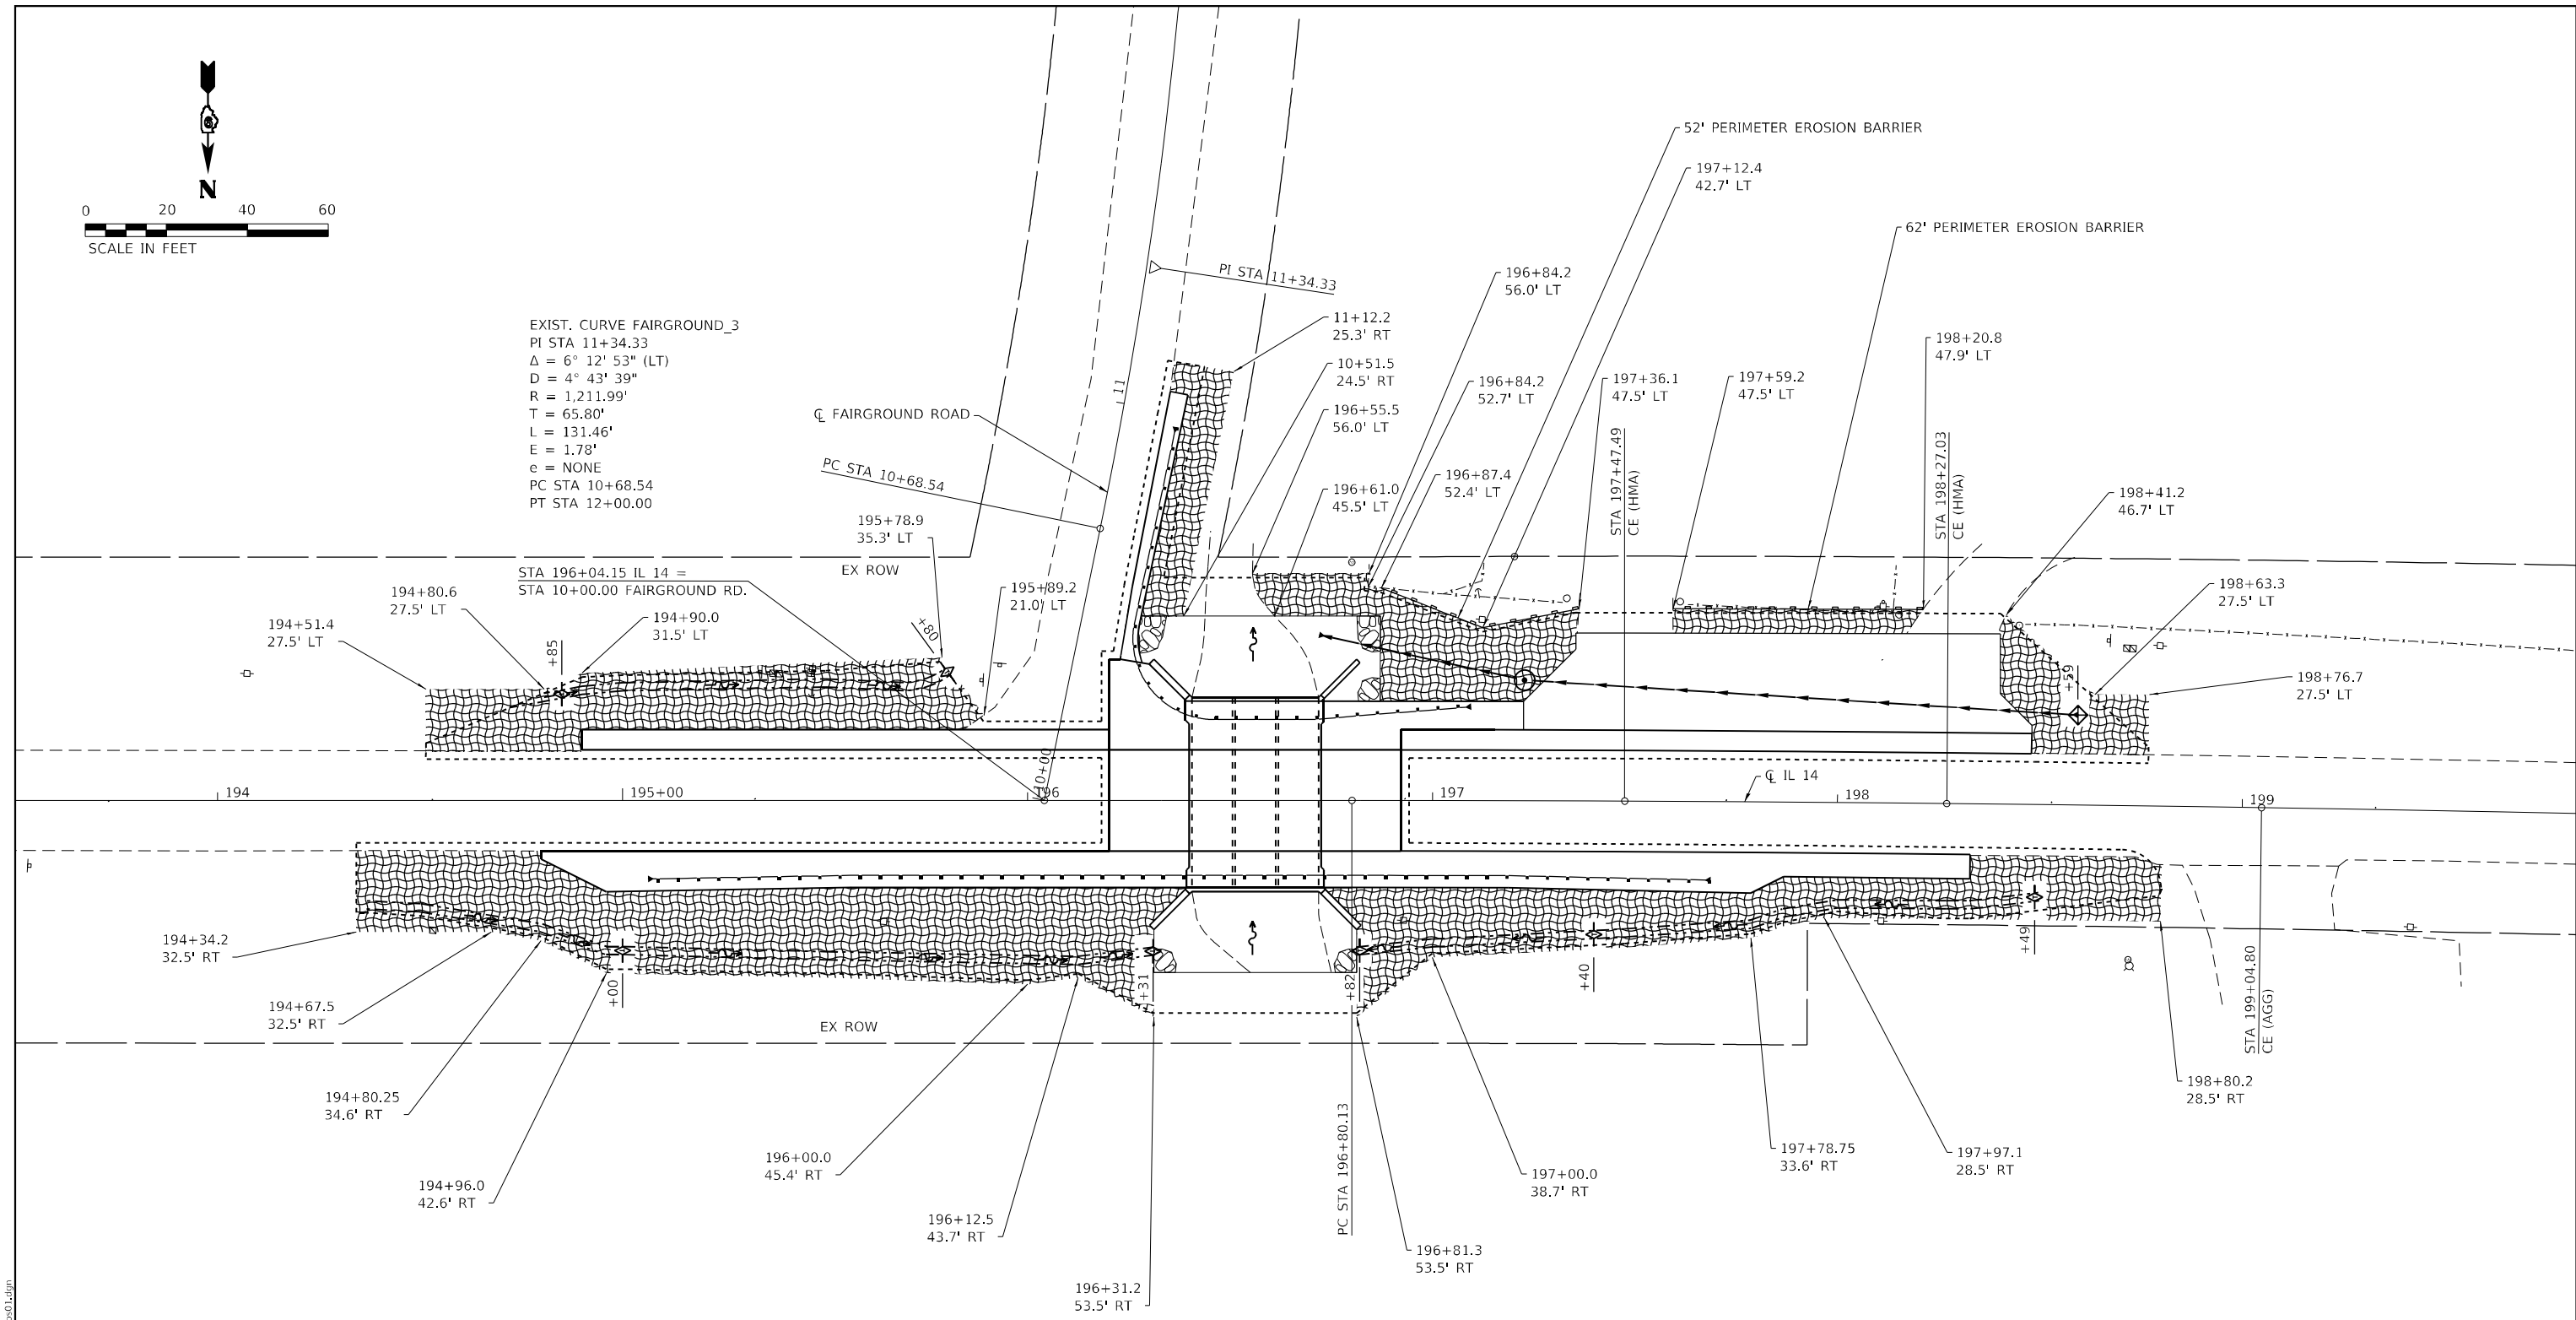 N
0 20 40 60
SCALE IN FEET
52' PERIMETER EROSION BARRIER
197+12.4
42.7' LT
62' PERIMETER EROSION BARRIER
PI STA 11+34.33
196+84.2
56.0' LT
EXIST. CURVE FAIRGROUND_3
PI STA 11+34.33
Δ = 6° 12' 53" (LT)
D = 4° 43' 39"
R = 1,211.99'
T = 65.80'
L = 131.46'
E = 1.78'
e = NONE
PC STA 10+68.54
PT STA 12+00.00
11+12.2
25.3' RT
10+51.5
24.5' RT
196+55.5
56.0' LT
196+61.0
45.5' LT
196+84.2
52.7' LT
196+87.4
52.4' LT
197+36.1
47.5' LT
197+59.2
47.5' LT
198+20.8
47.9' LT
11
℄ FAIRGROUND ROAD
PC STA 10+68.54
STA 197+47.49
CE (HMA)
STA 198+27.03
CE (HMA)
198+41.2
46.7' LT
195+78.9
35.3' LT
EX ROW
STA 196+04.15 IL 14 =
STA 10+00.00 FAIRGROUND RD.
195+89.2
21.0' LT
198+63.3
27.5' LT
194+80.6
27.5' LT
194+90.0
31.5' LT
194+51.4
27.5' LT
+85
+80
+59
198+76.7
27.5' LT
10+00
℄ IL 14
194
195+00
196
197
198
199
194+34.2
32.5' RT
194+67.5
32.5' RT
+00
+31
+82
+40
+49
STA 199+04.80
CE (AGG)
EX ROW
194+80.25
34.6' RT
194+96.0
42.6' RT
196+00.0
45.4' RT
196+12.5
43.7' RT
196+31.2
53.5' RT
PC STA 196+80.13
196+81.3
53.5' RT
197+00.0
38.7' RT
197+78.75
33.6' RT
197+97.1
28.5' RT
198+80.2
28.5' RT